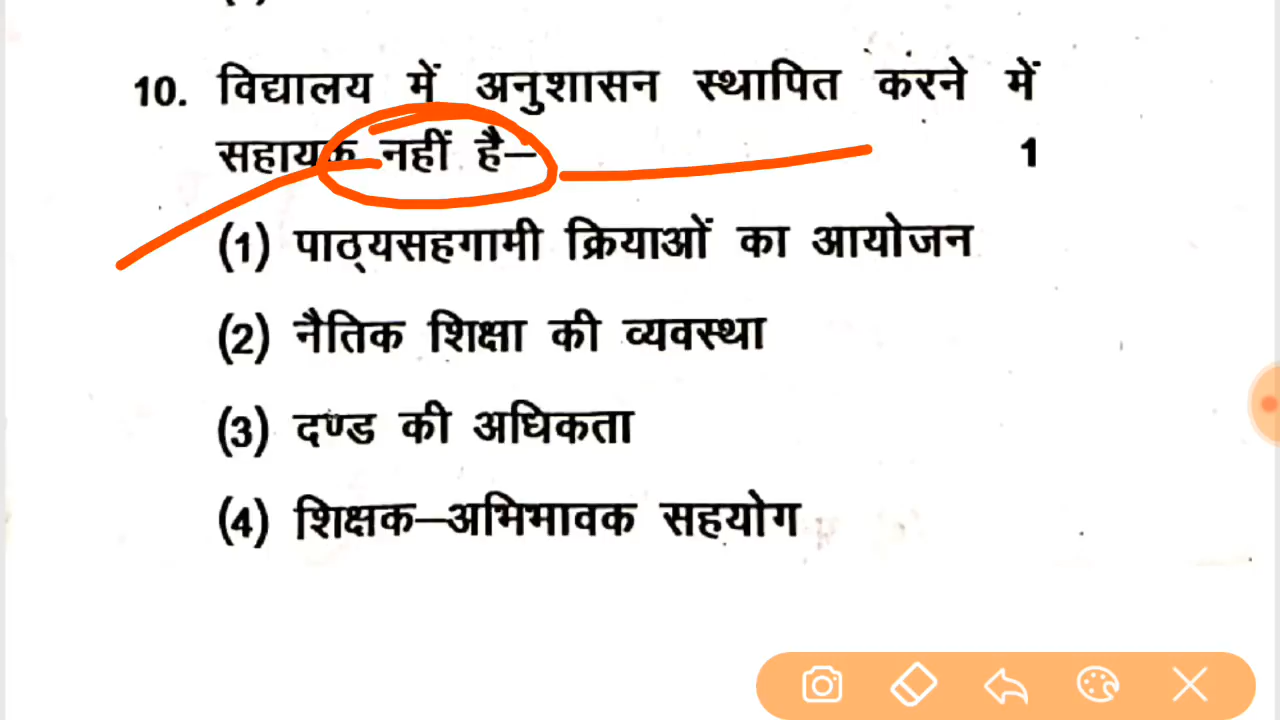 10. विद्यालय में अनुशासन स्थापित करने में
सहायक नहीं है– 1
(1) पाठ्यसहगामी क्रियाओं का आयोजन
(2) नैतिक शिक्षा की व्यवस्था
(3) दण्ड की अधिकता
(4) शिक्षक–अभिभावक सहयोग